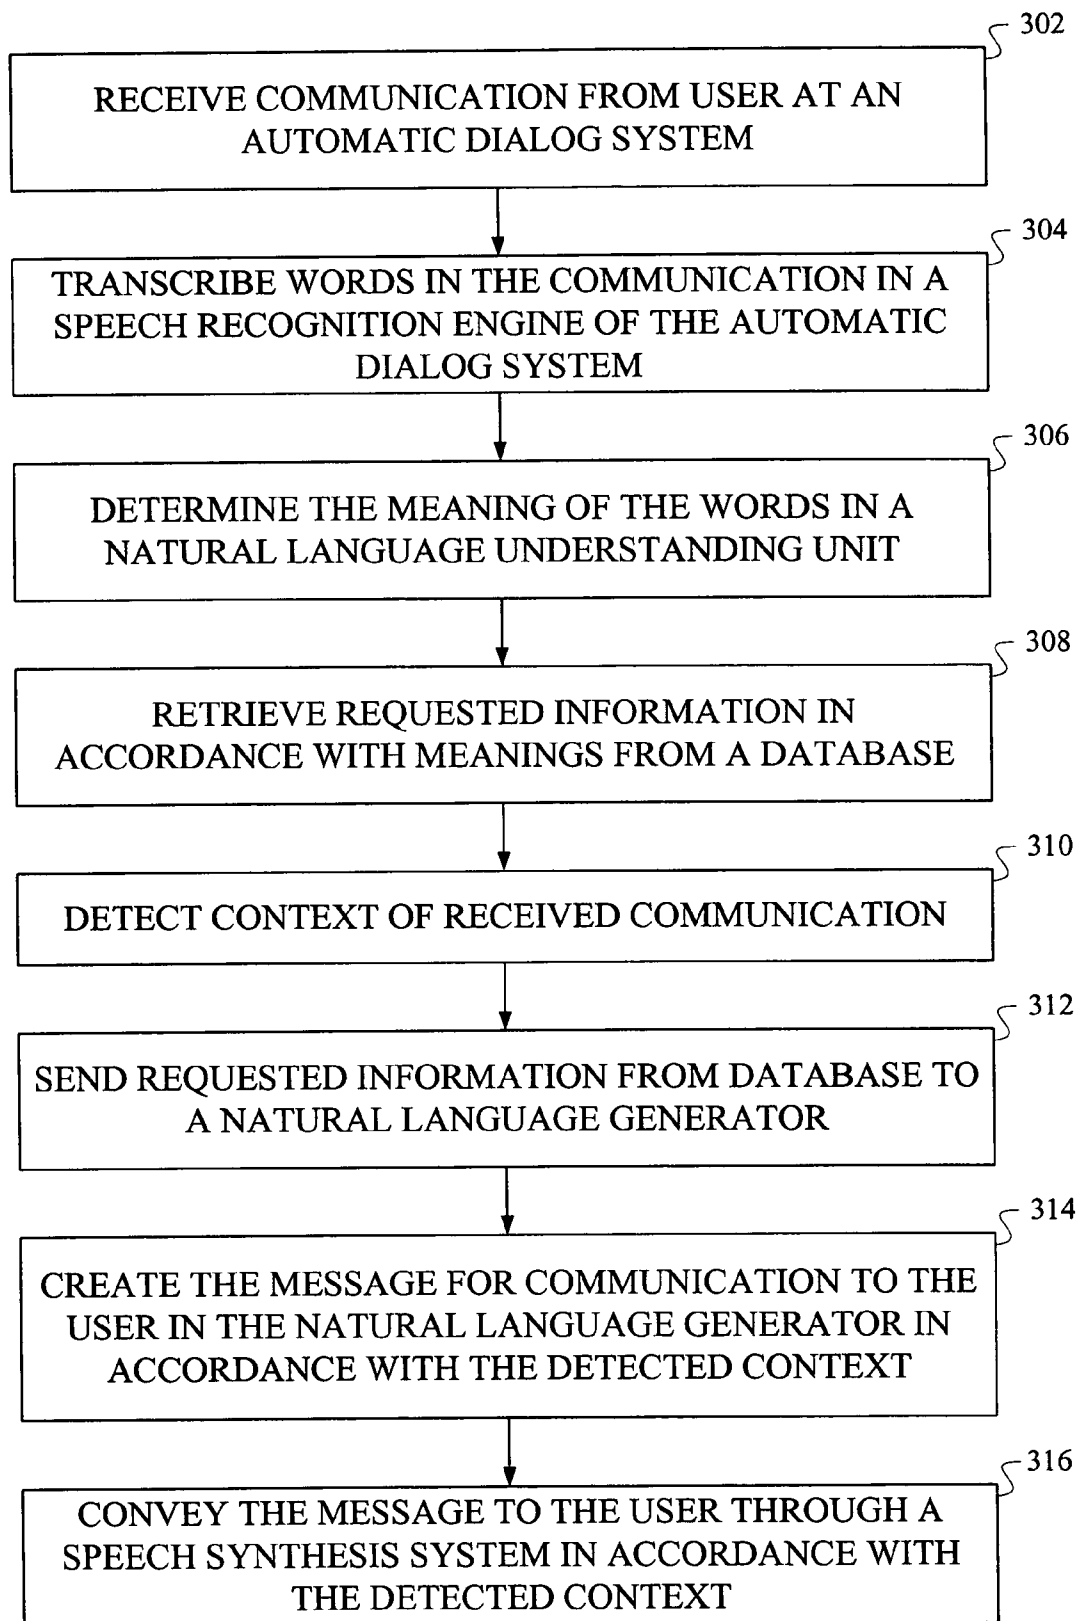 302
RECEIVE COMMUNICATION FROM USER AT AN
AUTOMATIC DIALOG SYSTEM
304
TRANSCRIBE WORDS IN THE COMMUNICATION IN A
SPEECH RECOGNITION ENGINE OF THE AUTOMATIC
DIALOG SYSTEM
306
DETERMINE THE MEANING OF THE WORDS IN A
NATURAL LANGUAGE UNDERSTANDING UNIT
308
RETRIEVE REQUESTED INFORMATION IN
ACCORDANCE WITH MEANINGS FROM A DATABASE
310
DETECT CONTEXT OF RECEIVED COMMUNICATION
312
SEND REQUESTED INFORMATION FROM DATABASE TO
A NATURAL LANGUAGE GENERATOR
314
CREATE THE MESSAGE FOR COMMUNICATION TO THE
USER IN THE NATURAL LANGUAGE GENERATOR IN
ACCORDANCE WITH THE DETECTED CONTEXT
316
CONVEY THE MESSAGE TO THE USER THROUGH A
SPEECH SYNTHESIS SYSTEM IN ACCORDANCE WITH
THE DETECTED CONTEXT